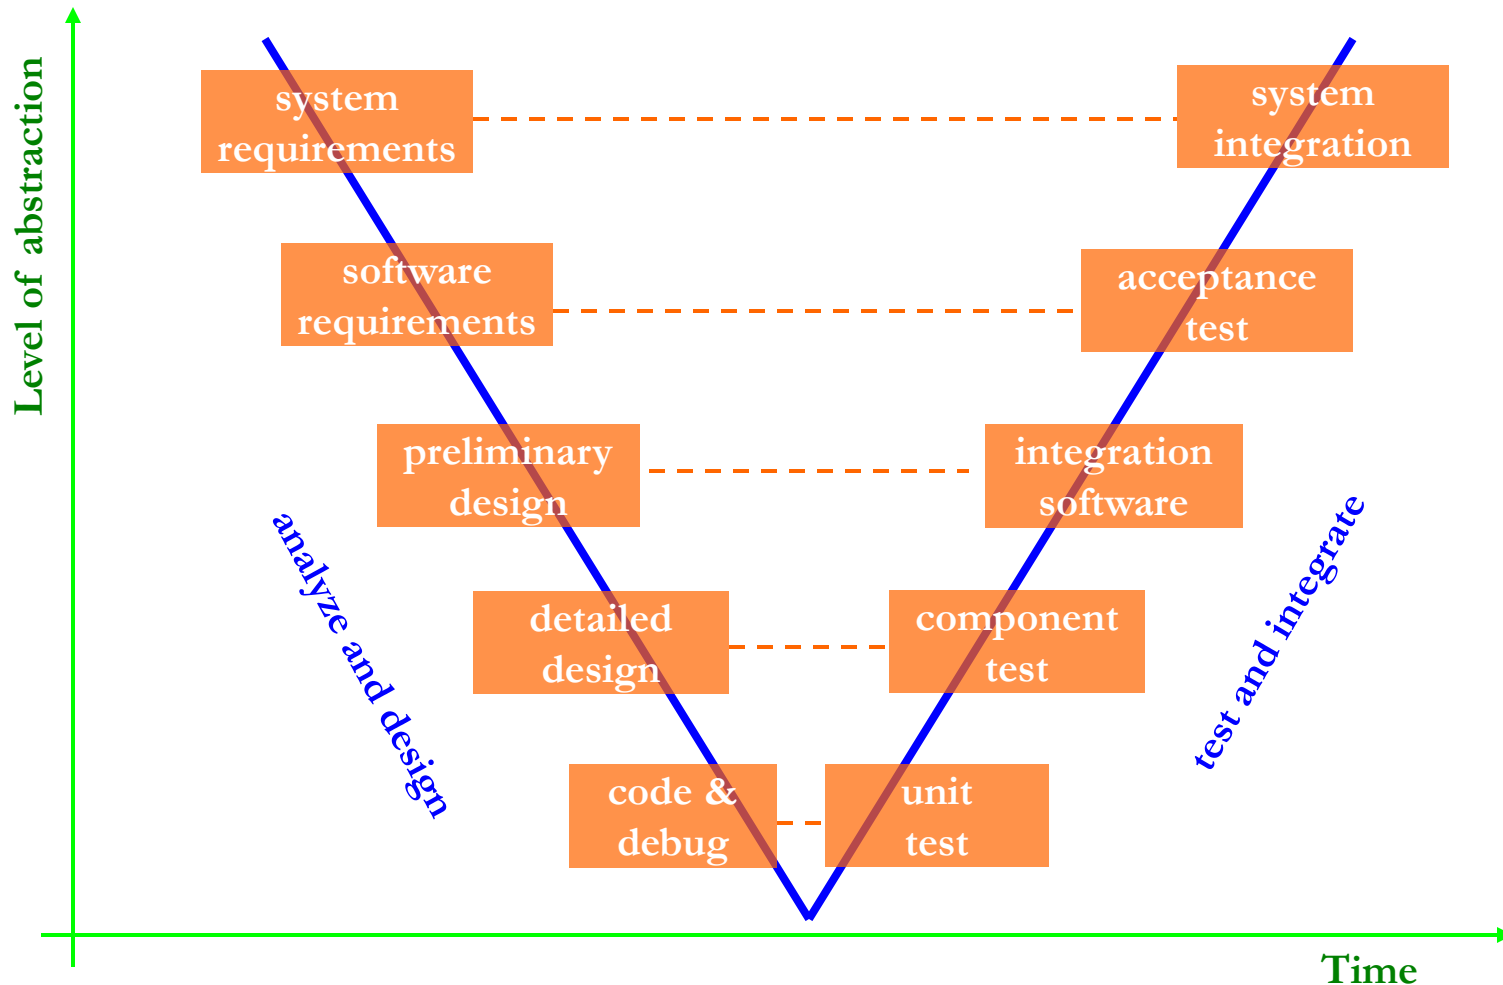 Level of abstraction
system
requirements
system
integration
software
requirements
acceptance
test
preliminary
design
integration
software
analyze and design
test and integrate
detailed
design
component
test
code &
debug
unit
test
Time